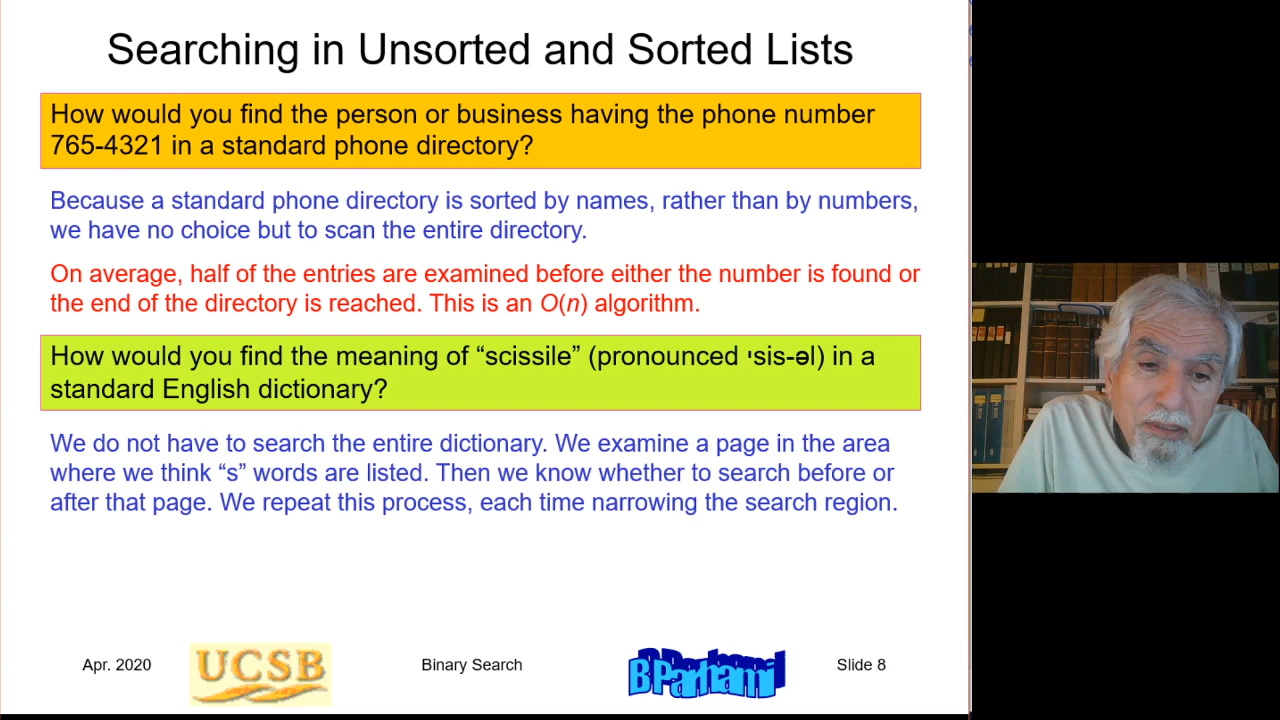 Searching in Unsorted and Sorted Lists
How would you find the person or business having the phone number
765-4321 in a standard phone directory?
Because a standard phone directory is sorted by names, rather than by numbers,
we have no choice but to scan the entire directory.
On average, half of the entries are examined before either the number is found or
the end of the directory is reached. This is an O(n) algorithm.
How would you find the meaning of “scissile” (pronounced 'sis-əl) in a
standard English dictionary?
We do not have to search the entire dictionary. We examine a page in the area
where we think “s” words are listed. Then we know whether to search before or
after that page. We repeat this process, each time narrowing the search region.
Apr. 2020
UCSB
Binary Search
B Parhami
Slide 8